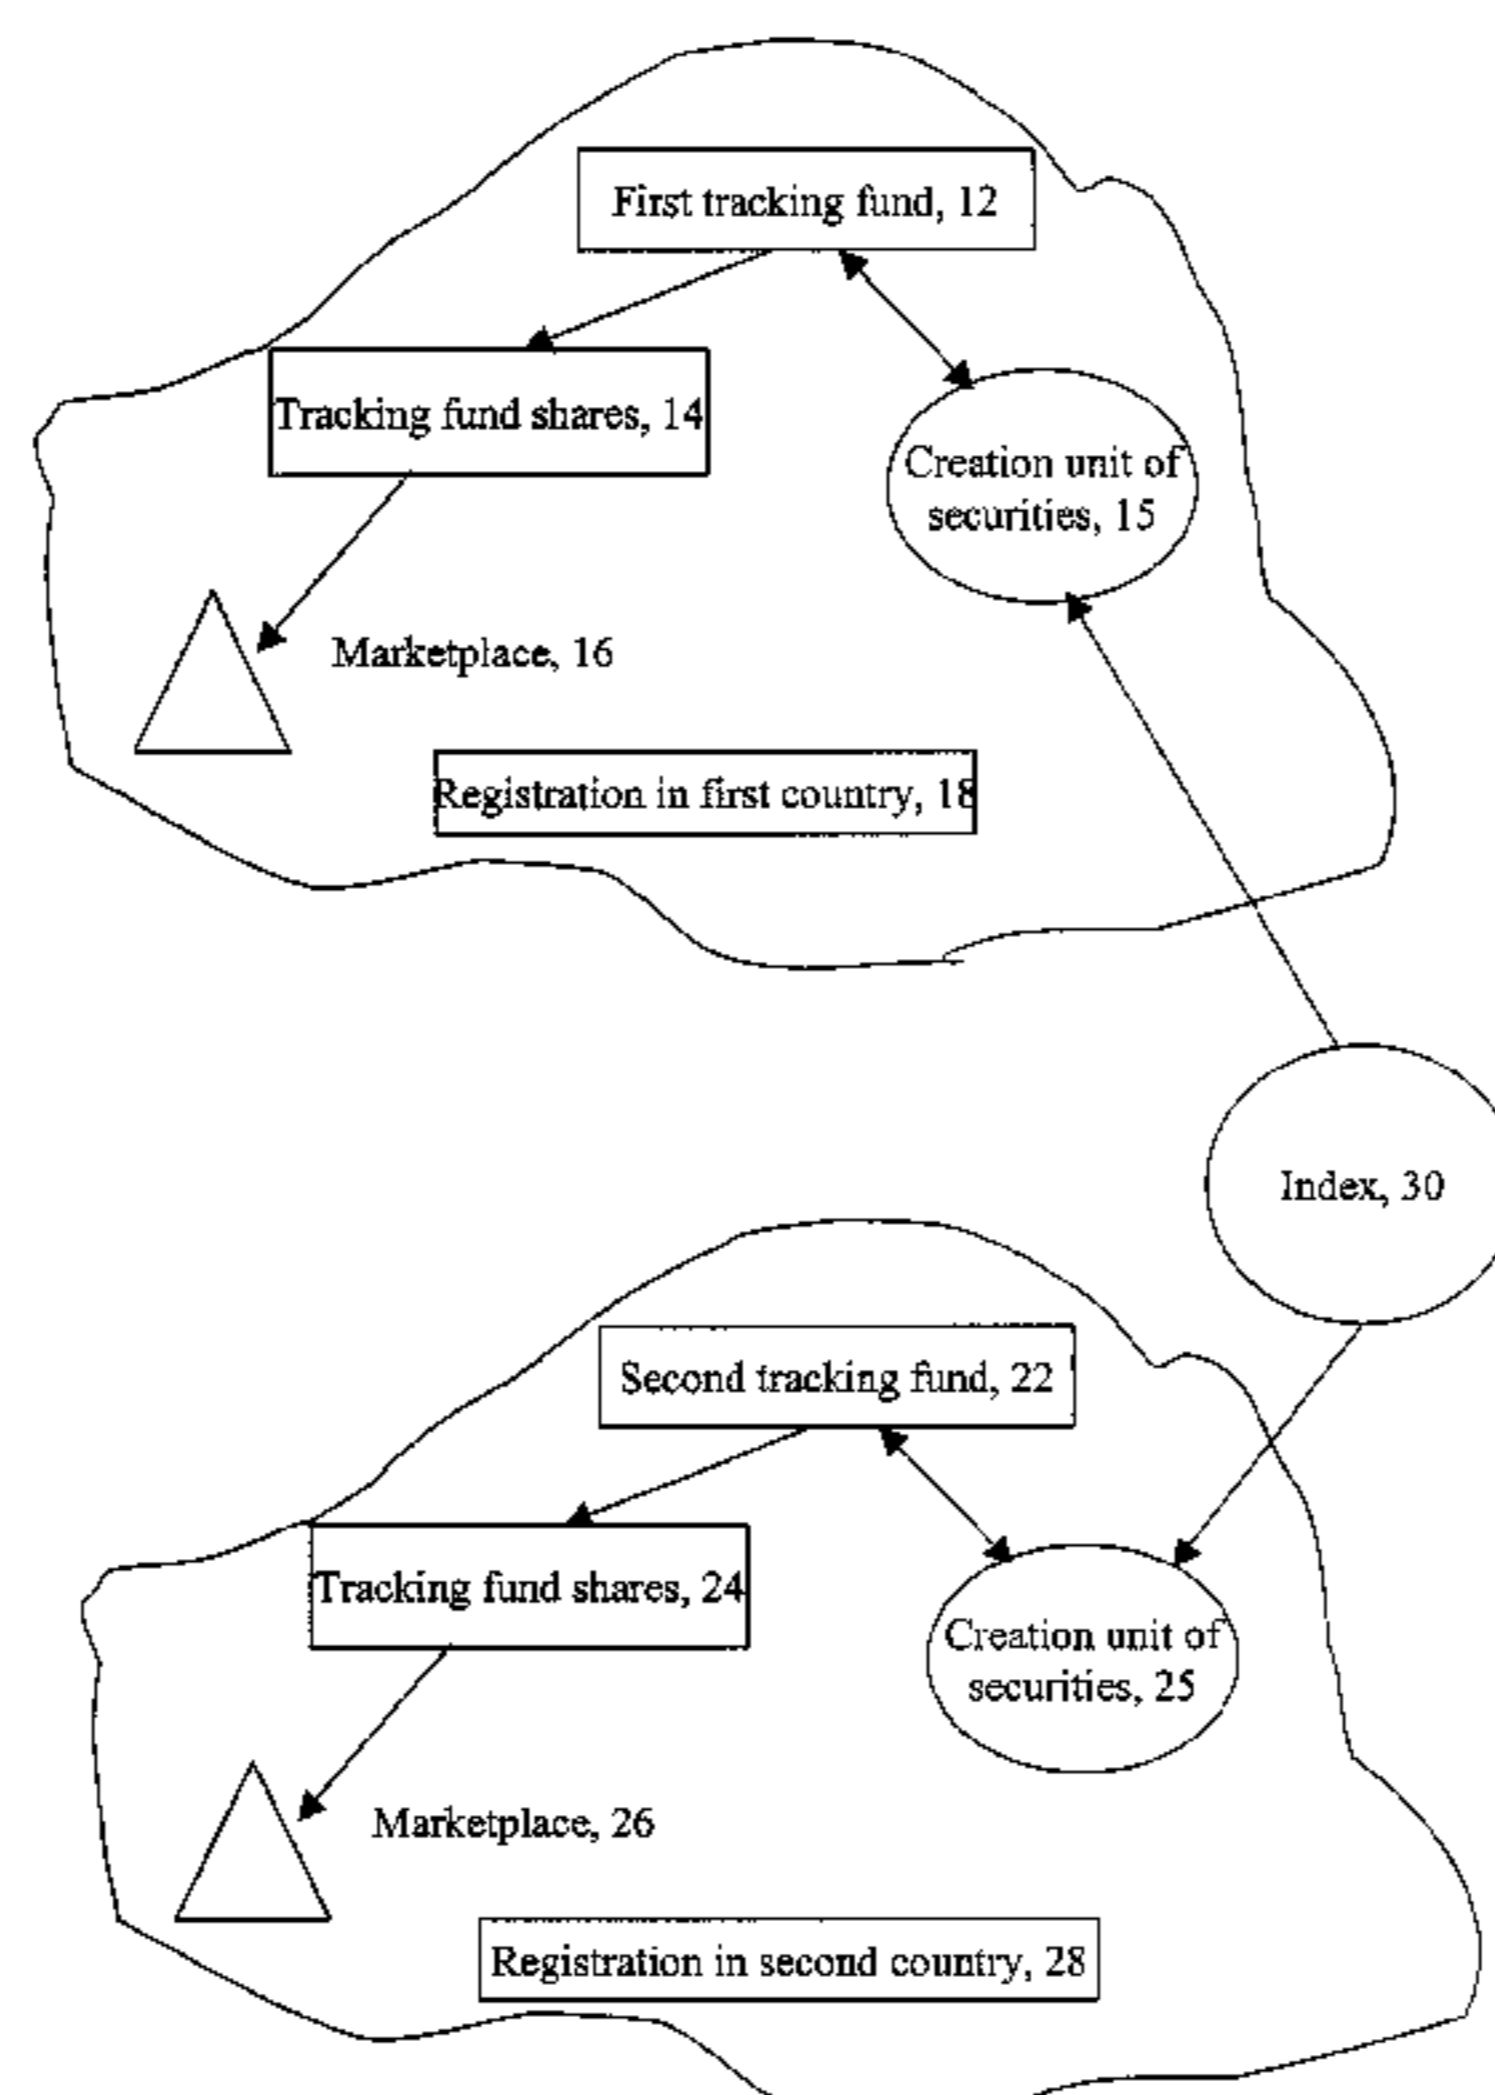 First tracking fund, 12
Tracking fund shares, 14
Creation unit of
securities, 15
Marketplace, 16
Registration in first country, 18
Index, 30
Second tracking fund, 22
Tracking fund shares, 24
Creation unit of
securities, 25
Marketplace, 26
Registration in second country, 28